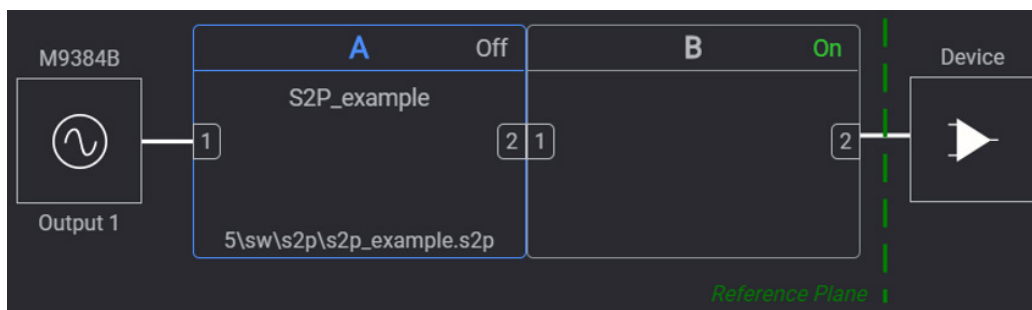 M9384B
Output 1
A Off
S2P_example
1 2
5\sw\s2p\s2p_example.s2p
B On
1 2
Reference Plane
Device